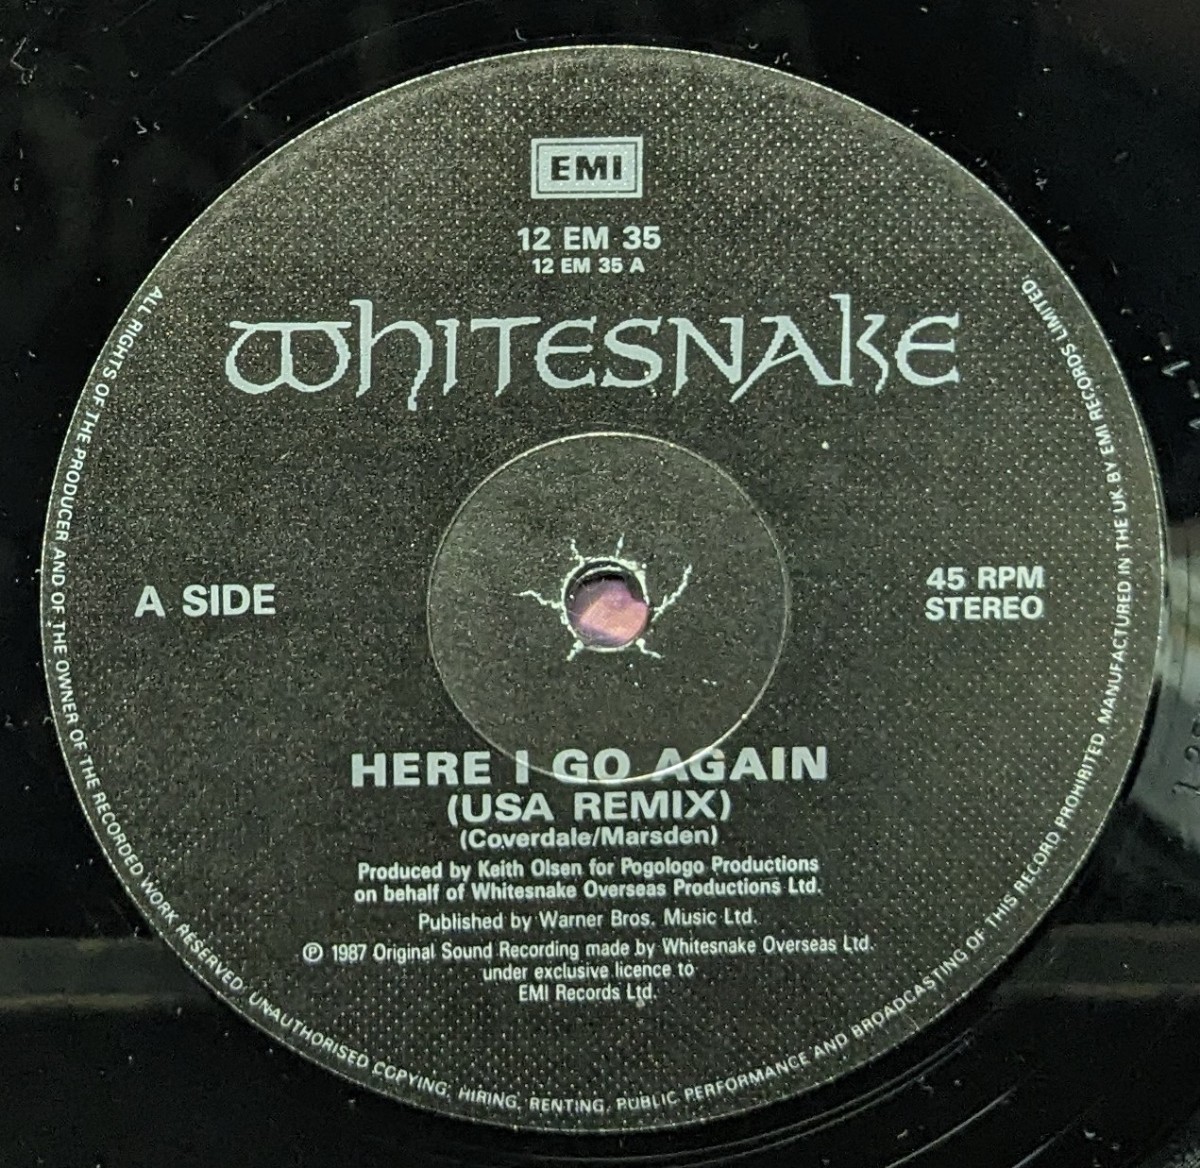 EMI
12 EM 35
12 EM 35 A
WHITESNAKE
A SIDE
45 RPM
STEREO
HERE I GO AGAIN
(USA REMIX)
(Coverdale/Marsden)
Produced by Keith Olsen for Pogologo Productions
on behalf of Whitesnake Overseas Productions Ltd.
Published by Warner Bros. Music Ltd.
℗ 1987 Original Sound Recording made by Whitesnake Overseas Ltd.
under exclusive licence to
EMI Records Ltd.
ALL RIGHTS OF THE PRODUCER AND OF THE OWNER OF THE RECORDED WORK RESERVED. UNAUTHORISED COPYING, HIRING, RENTING, PUBLIC PERFORMANCE AND BROADCASTING OF THIS RECORD PROHIBITED. MANUFACTURED IN THE UK BY EMI RECORDS LIMITED